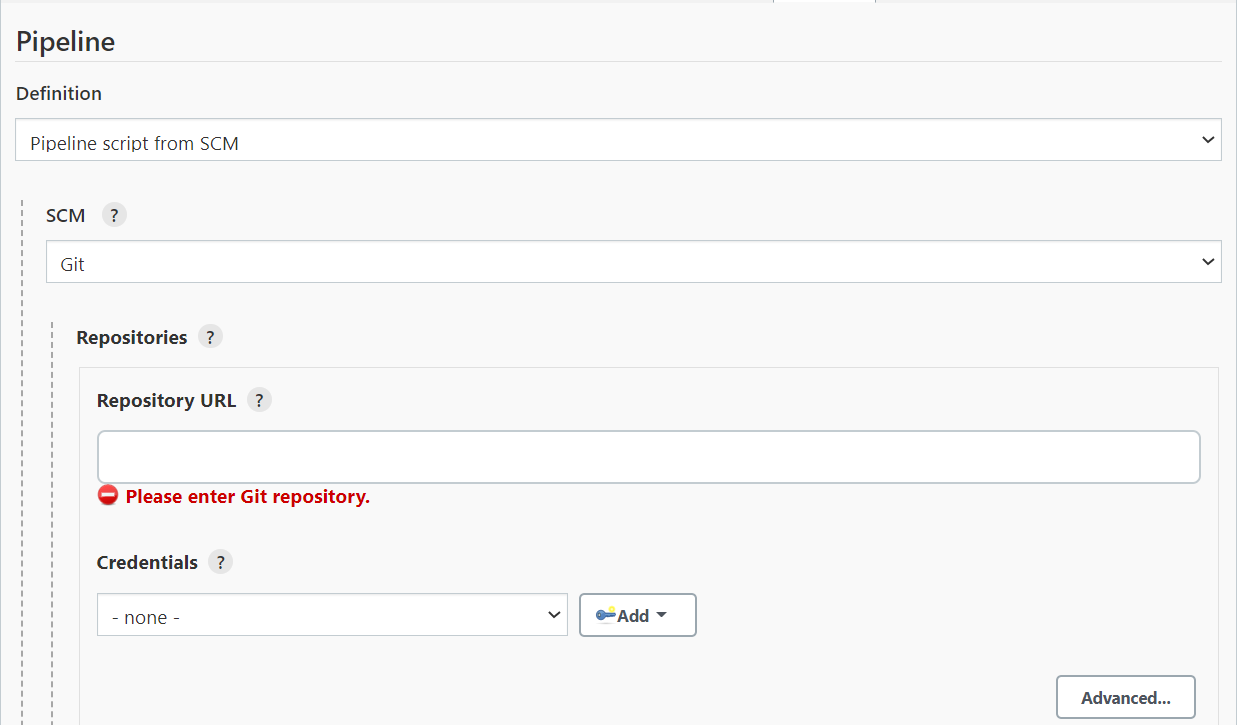 Pipeline
Definition
Pipeline script from SCM
SCM ?
Git
Repositories ?
Repository URL ?
Please enter Git repository.
Credentials ?
- none - Add
Advanced...